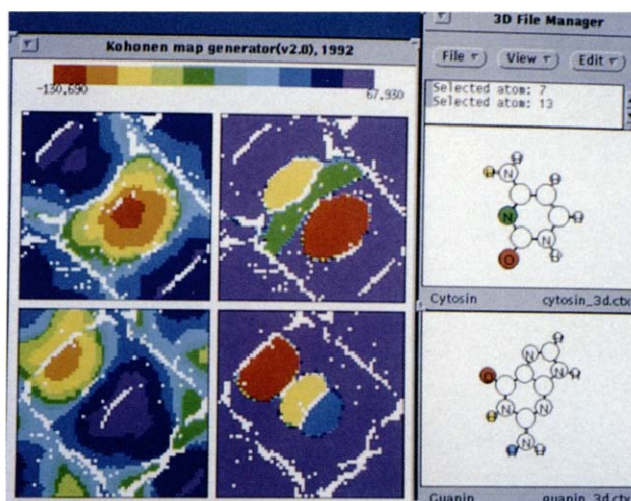 Kohonen map generator(v2.0), 1992
-130,690
67,930
3D File Manager
File
View
Edit
Selected atom: 7
Selected atom: 13
H
H N H
N H
O N
H
Cytosin cytosin_3d.ctx
N H
O N H
H N N
N
H H
Guanin guanin_3d.ctx